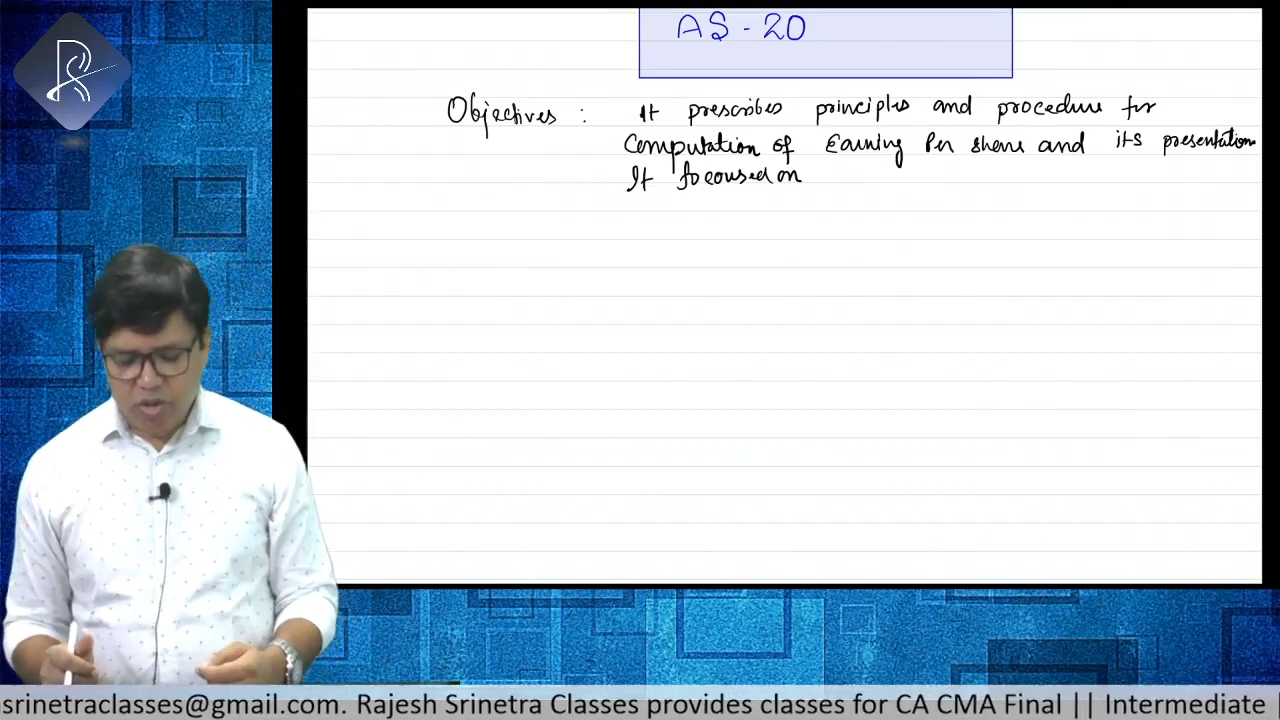 AS - 20
Objectives : It prescribes principles and procedure for
Computation of Earning Per share and its presentation
It focoused on
srinetraclasses@gmail.com. Rajesh Srinetra Classes provides classes for CA CMA Final || Intermediate